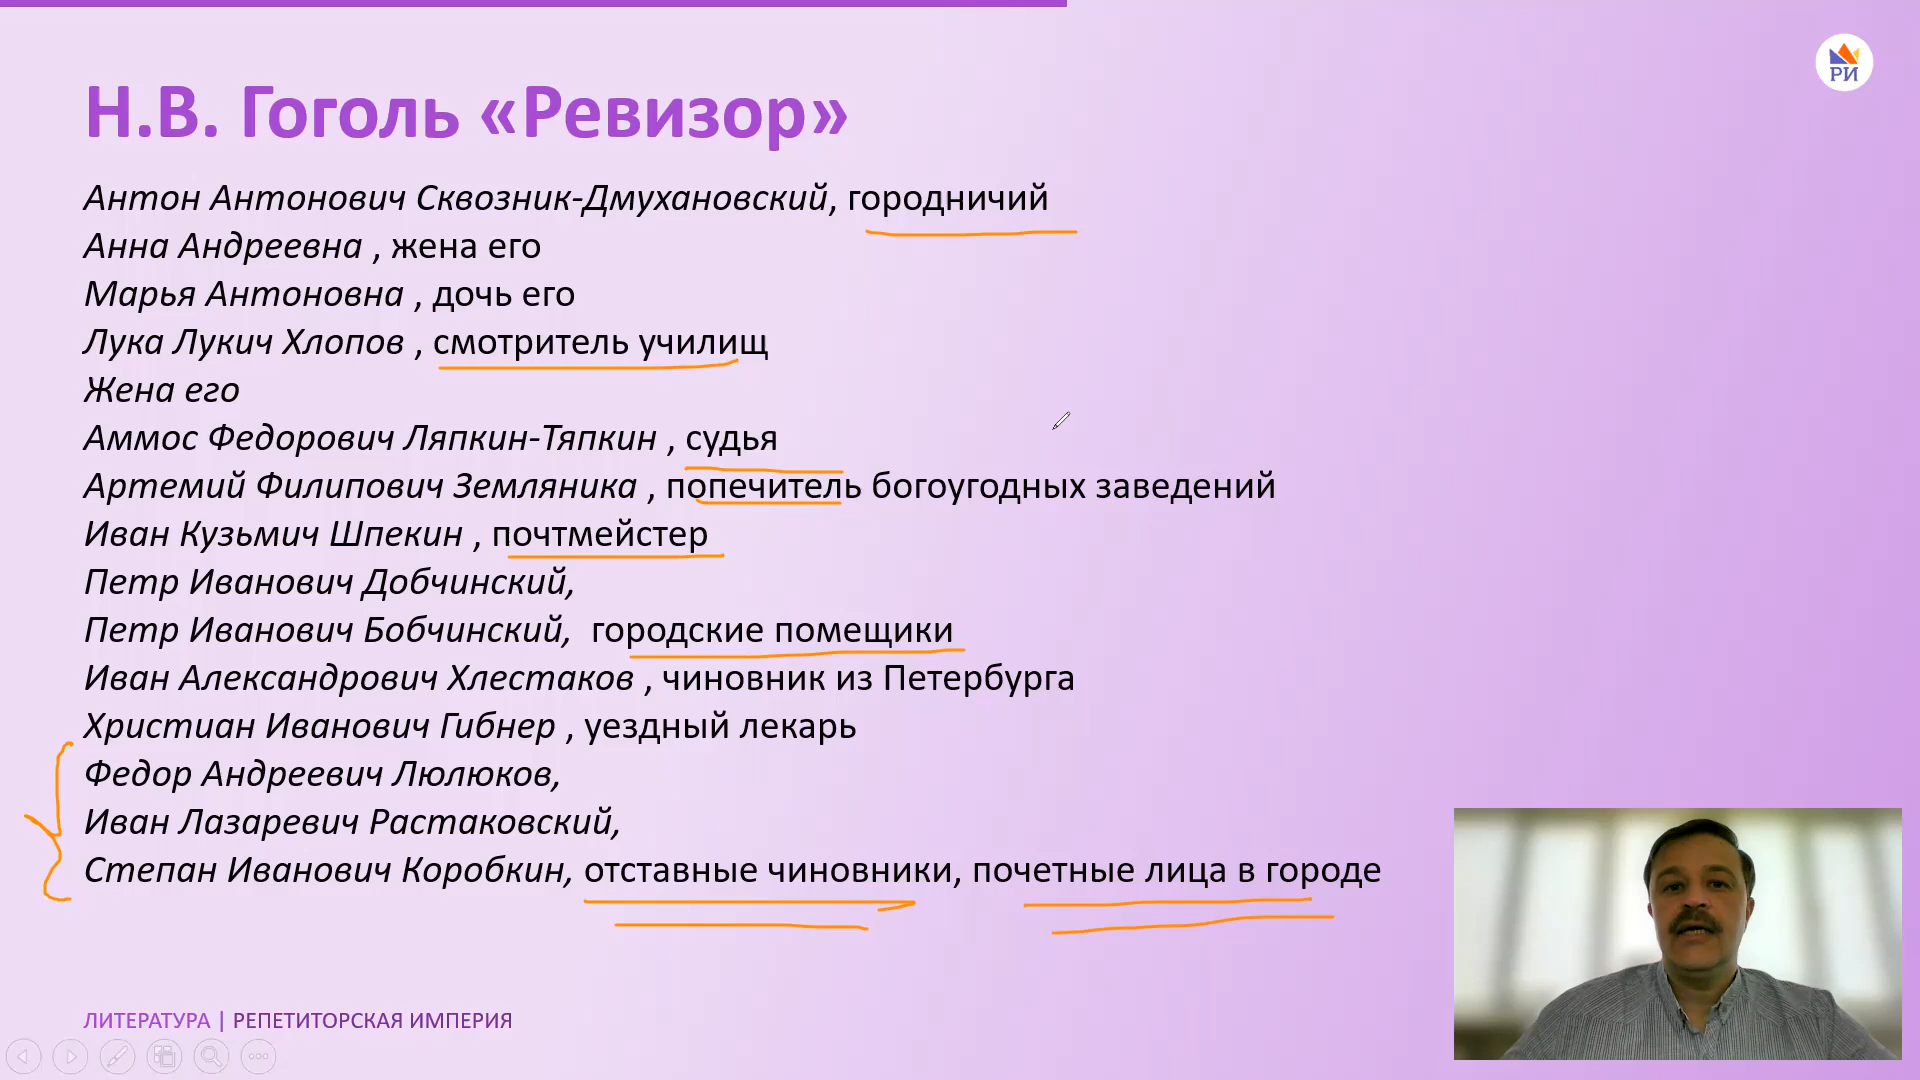 РИ
Н.В. Гоголь «Ревизор»
Антон Антонович Сквозник-Дмухановский, городничий
Анна Андреевна , жена его
Марья Антоновна , дочь его
Лука Лукич Хлопов , смотритель училищ
Жена его
Аммос Федорович Ляпкин-Тяпкин , судья
Артемий Филипович Земляника , попечитель богоугодных заведений
Иван Кузьмич Шпекин , почтмейстер
Петр Иванович Добчинский,
Петр Иванович Бобчинский, городские помещики
Иван Александрович Хлестаков , чиновник из Петербурга
Христиан Иванович Гибнер , уездный лекарь
Федор Андреевич Люлюков,
Иван Лазаревич Растаковский,
Степан Иванович Коробкин, отставные чиновники, почетные лица в городе
ЛИТЕРАТУРА | РЕПЕТИТОРСКАЯ ИМПЕРИЯ